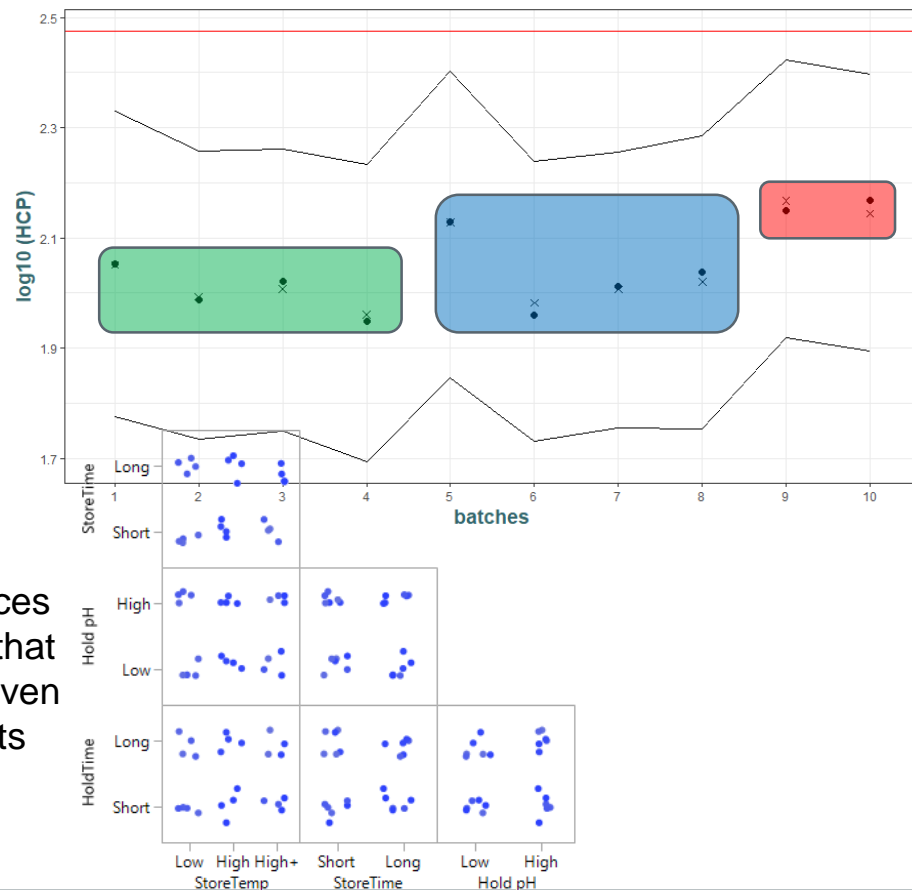 2.5
2.3
2.1
1.9
1.7
log10 (HCP)
1 2 3 4 5 6 7 8 9 10
batches
StoreTime
Long
Short
Hold pH
High
Low
HoldTime
Long
Short
Low High High+ Short Long Low High
StoreTemp StoreTime Hold pH
ces
that
ven
ts